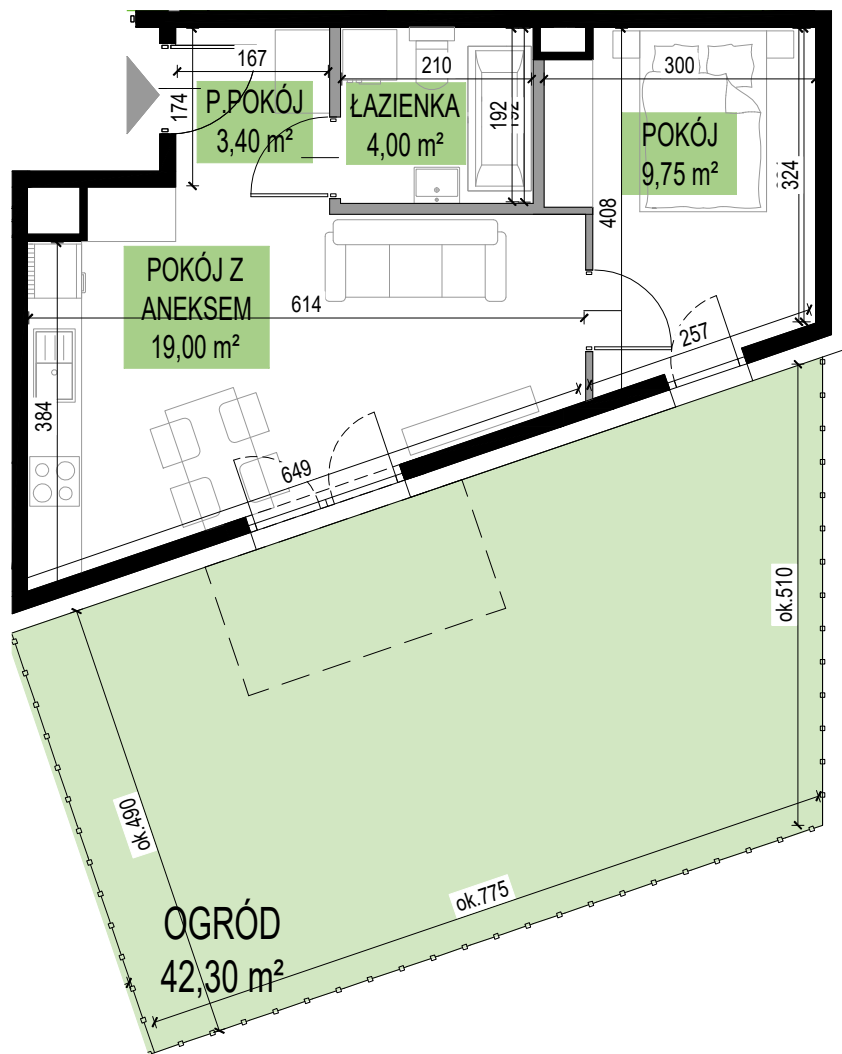 167
P.POKÓJ
3,40 m²
174
210
ŁAZIENKA
4,00 m²
192
192
300
POKÓJ
9,75 m²
324
408
POKÓJ Z
ANEKSEM
19,00 m²
614
257
384
649
ok.510
ok.490
ok.775
OGRÓD
42,30 m²